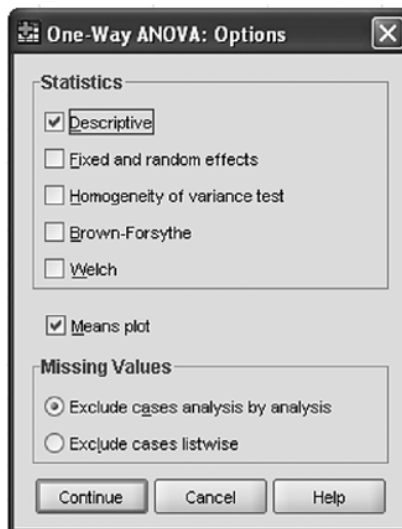 One-Way ANOVA: Options
Statistics
Descriptive
Fixed and random effects
Homogeneity of variance test
Brown-Forsythe
Welch
Means plot
Missing Values
Exclude cases analysis by analysis
Exclude cases listwise
Continue Cancel Help